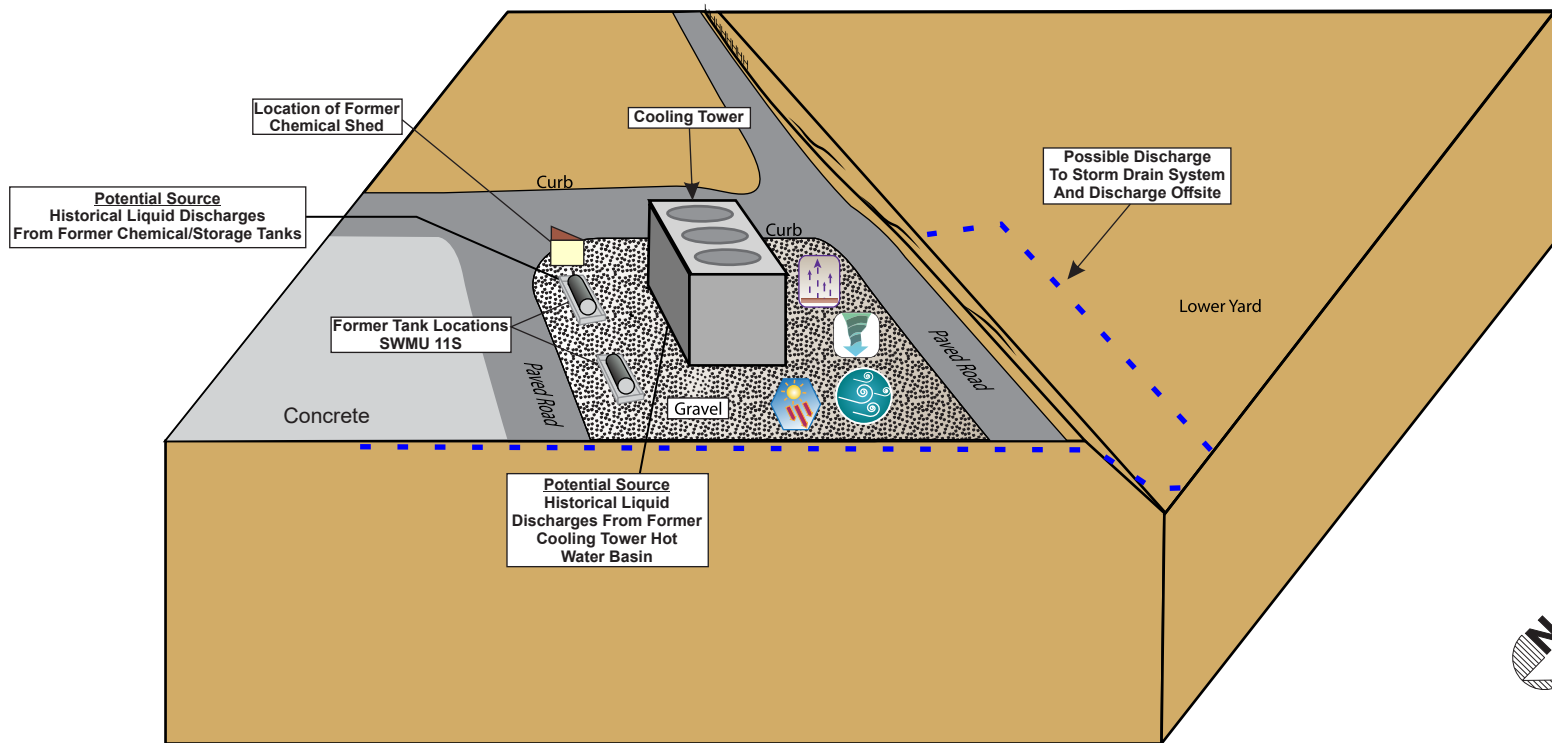 Location of Former
Chemical Shed
Cooling Tower
Possible Discharge
To Storm Drain System
And Discharge Offsite
Curb
Potential Source
Historical Liquid Discharges
From Former Chemical/Storage Tanks
Curb
Lower Yard
Former Tank Locations
SWMU 11S
Paved Road
Paved Road
Concrete
Gravel
Potential Source
Historical Liquid
Discharges From Former
Cooling Tower Hot
Water Basin
N